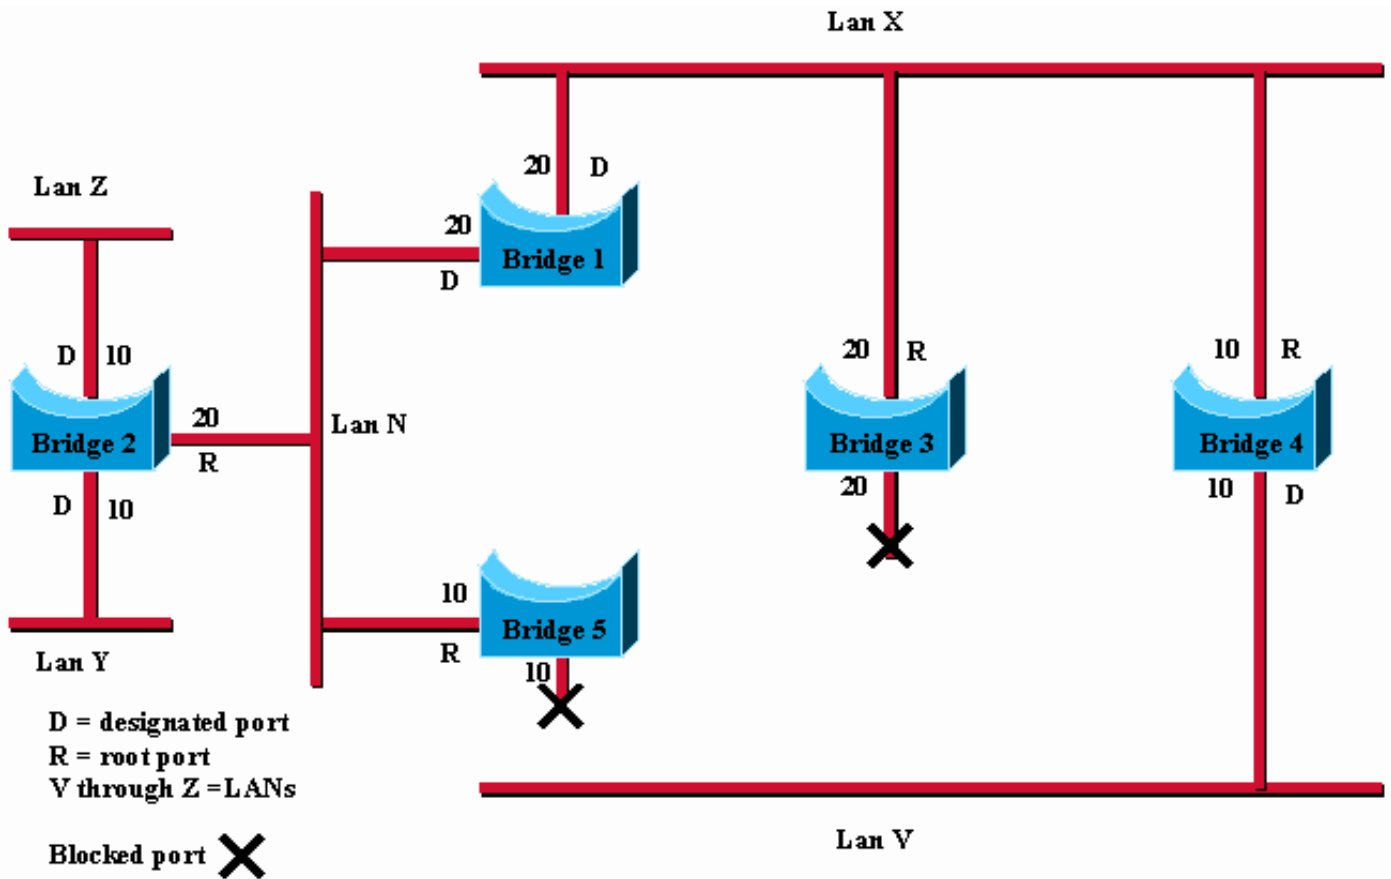 Lan X
20 D
Lan Z
20
Bridge 1
D
D 10
20 R
10 R
20
Lan N
Bridge 2
Bridge 3
Bridge 4
R
20
10 D
D 10
10
Bridge 5
R
10
Lan Y
D = designated port
R = root port
V through Z =LANs
Lan V
Blocked port